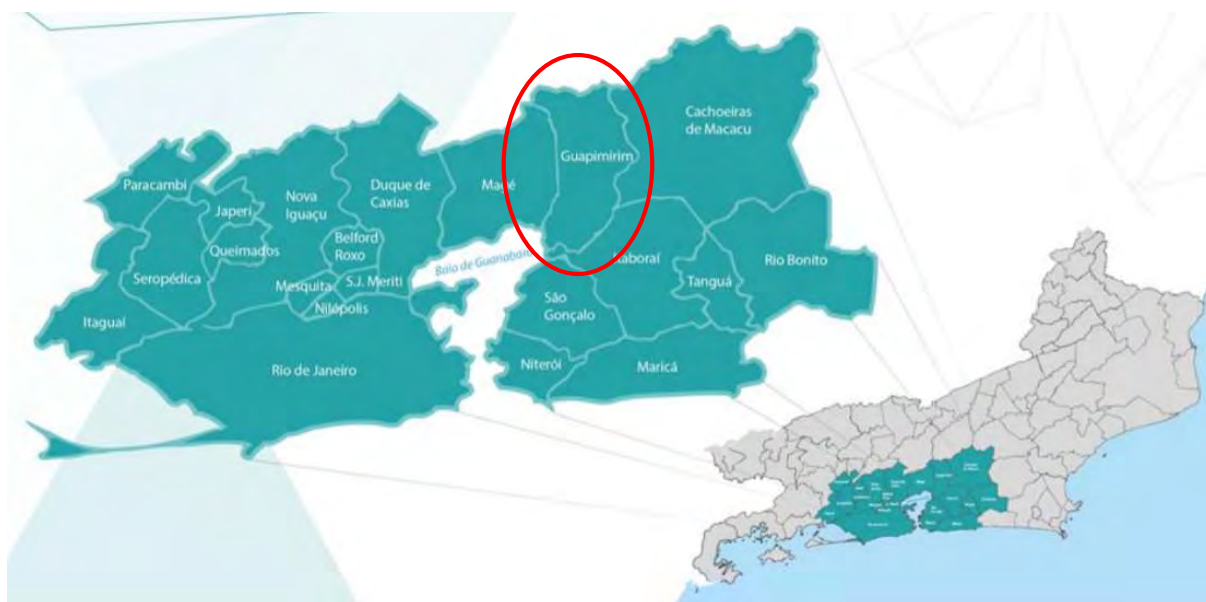 Cachoeiras
de Macacu
Guapimirim
Paracambi
Magé
Duque de
Caxias
Nova
Iguaçu
Japeri
Belford
Roxo
Queimados
Baía de Guanabara
Itaboraí
Rio Bonito
Seropédica
Mesquita
S.J. Meriti
Tanguá
Nilópolis
São
Gonçalo
Itaguaí
Rio de Janeiro
Niterói
Maricá